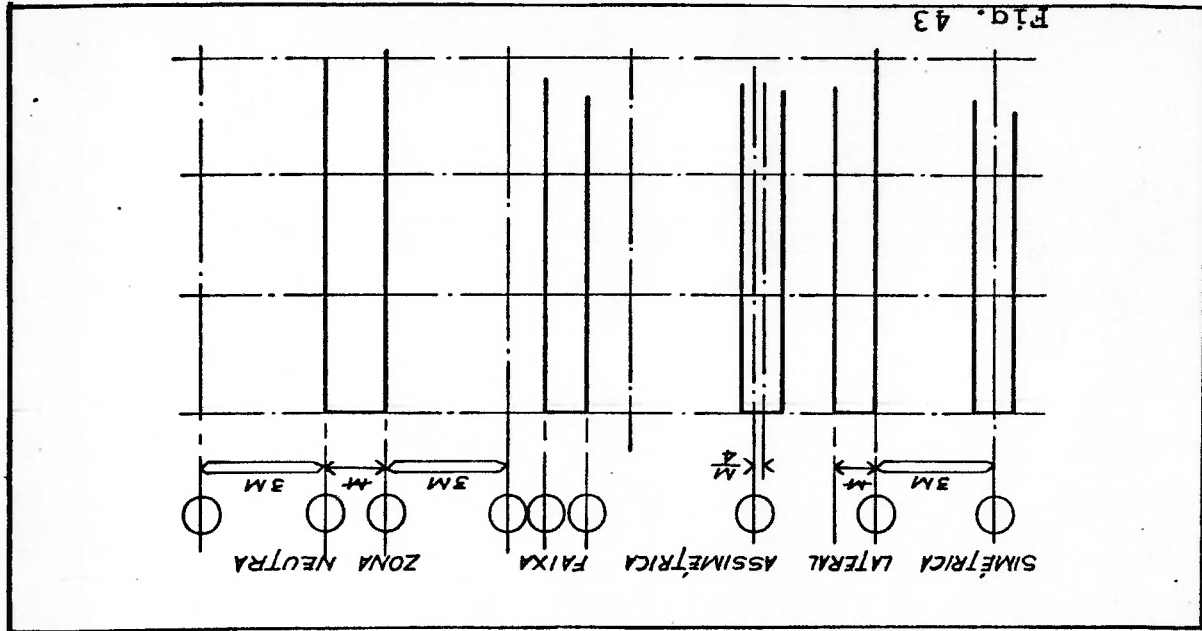 SIMÉTRICA LATERAL ASSIMÉTRICA FAIXA ZONA NEUTRA
3M M M/4 3M M 3M
Fig. 43